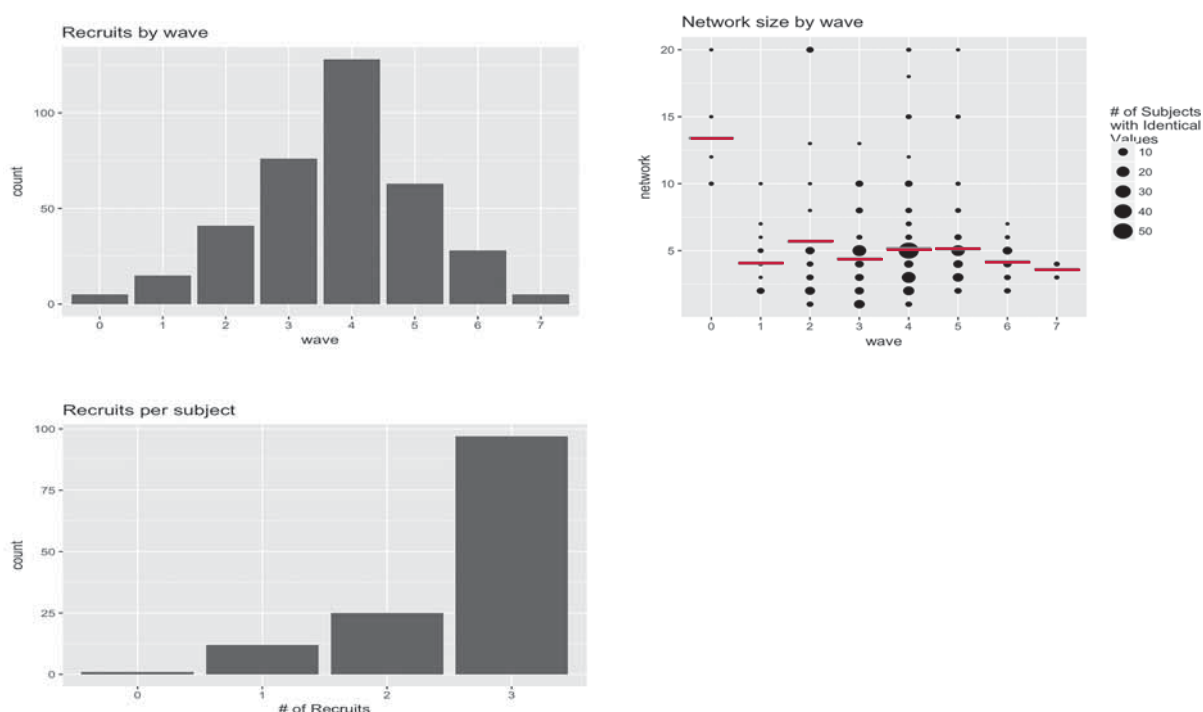 Recruits by wave
100
50
0
count
0 1 2 3 4 5 6 7
wave
Network size by wave
20
15
10
5
network
0 1 2 3 4 5 6 7
wave
# of Subjects
with Identical
Values
10
20
30
40
50
Recruits per subject
100
75
50
25
0
count
0 1 2 3
# of Recruits